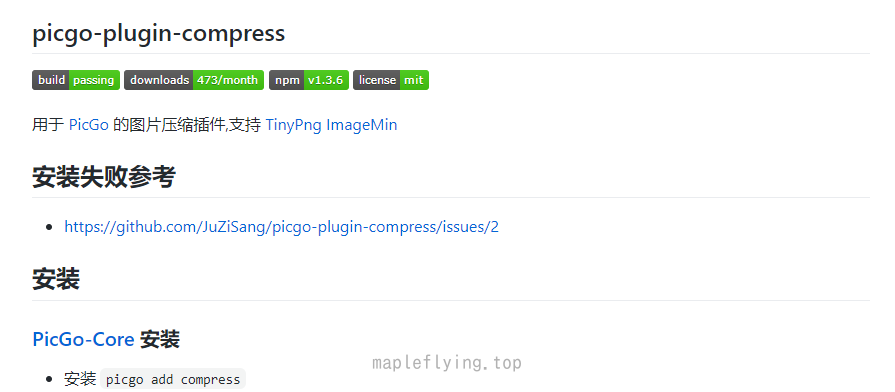 picgo-plugin-compress
build passing downloads 473/month npm v1.3.6 license mit
用于 PicGo 的图片压缩插件,支持 TinyPng ImageMin
安装失败参考
https://github.com/JuZiSang/picgo-plugin-compress/issues/2
安装
PicGo-Core 安装
安装 picgo add compress
mapleflying.top